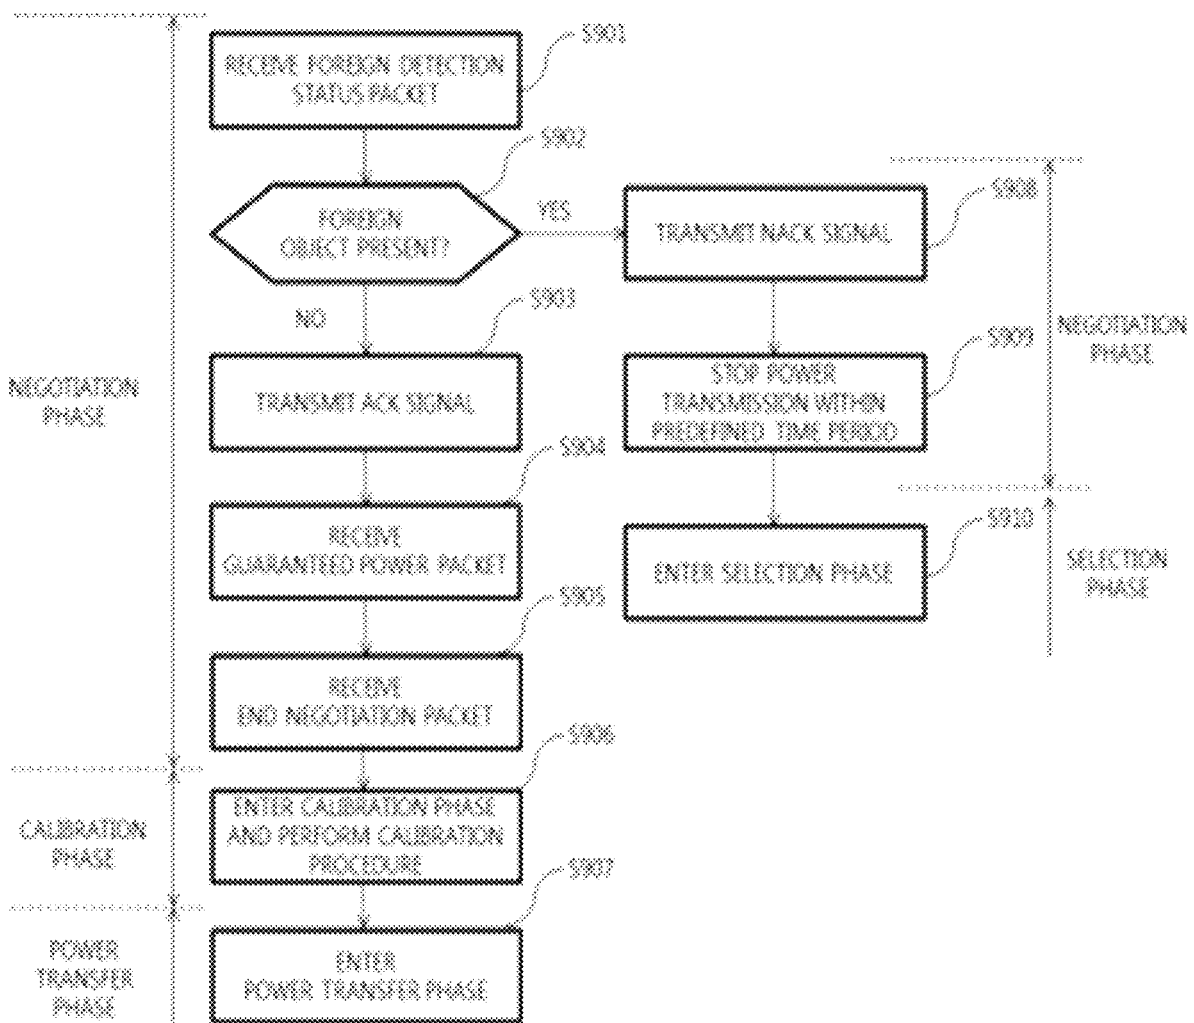 S901
RECEIVE FOREIGN DETECTION
STATUS PACKET
S902
FOREIGN
OBJECT PRESENT?
YES
NO
S908
TRANSMIT NACK SIGNAL
S903
TRANSMIT ACK SIGNAL
S909
STOP POWER
TRANSMISSION WITHIN
PREDEFINED TIME PERIOD
NEGOTIATION
PHASE
NEGOTIATION
PHASE
S904
RECEIVE
GUARANTEED POWER PACKET
S910
ENTER SELECTION PHASE
SELECTION
PHASE
S905
RECEIVE
END NEGOTIATION PACKET
S906
ENTER CALIBRATION PHASE
AND PERFORM CALIBRATION
PROCEDURE
CALIBRATION
PHASE
S907
ENTER
POWER TRANSFER PHASE
POWER
TRANSFER
PHASE